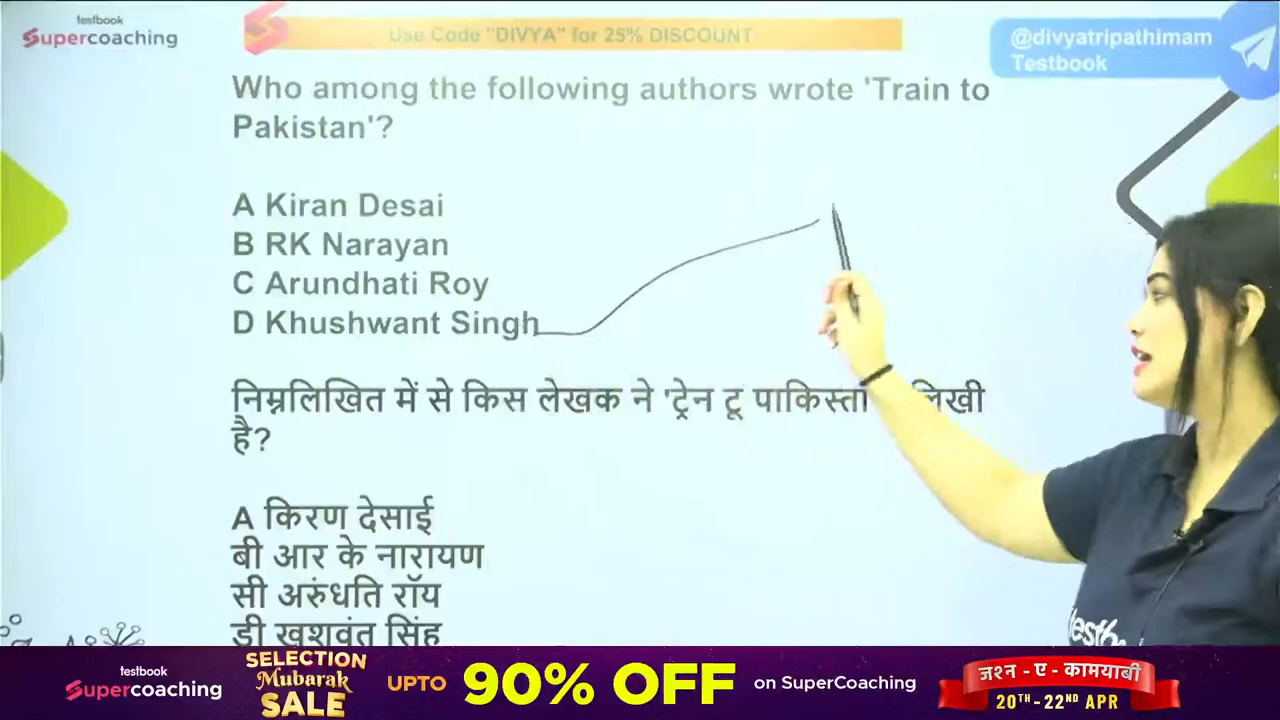 testbook
Supercoaching
Use Code "DIVYA" for 25% DISCOUNT
@divyatripathimam
Testbook
Who among the following authors wrote 'Train to
Pakistan'?
A Kiran Desai
B RK Narayan
C Arundhati Roy
D Khushwant Singh
निम्नलिखित में से किस लेखक ने 'ट्रेन टू पाकिस्ता लिखी
है?
A किरण देसाई
बी आर के नारायण
सी अरुंधति रॉय
डी खुशवंत सिंह
testbook
Supercoaching
SELECTION
Mubarak
SALE
UPTO 90% OFF on SuperCoaching
जश्न - ए - कामयाबी
20TH - 22ND APR